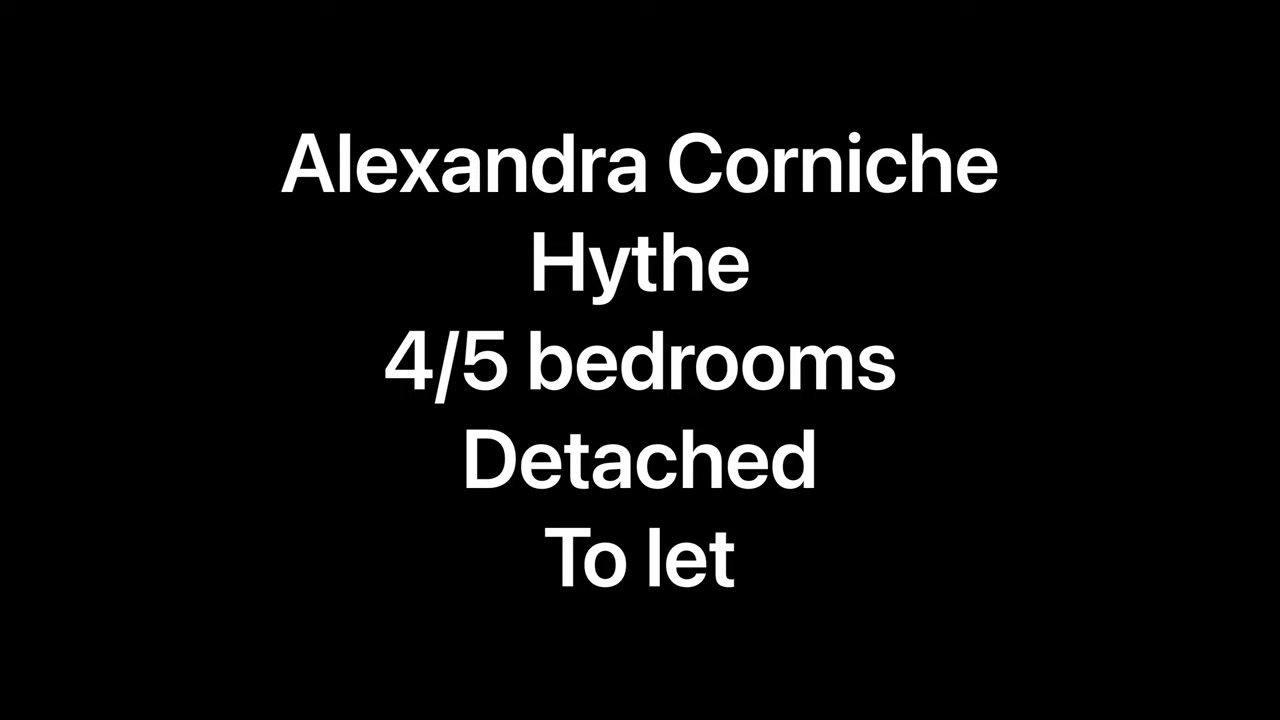 Alexandra Corniche
Hythe
4/5 bedrooms
Detached
To let